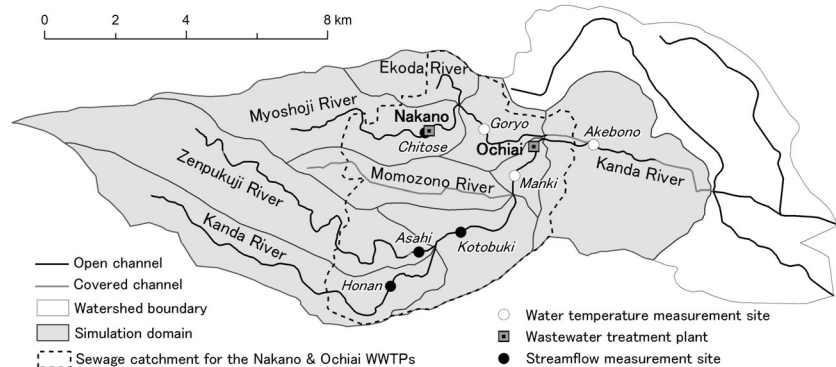 0 2 4 8 km
Ekoda River
Myoshoji River
Nakano
Goryo
Chitose
Ochiai
Akebono
Zenpukuji River
Momozono River
Manki
Kanda River
Kanda River
Asahi
Kotobuki
Honan
Open channel
Covered channel
Watershed boundary
Simulation domain
Sewage catchment for the Nakano & Ochiai WWTPs
Water temperature measurement site
Wastewater treatment plant
Streamflow measurement site